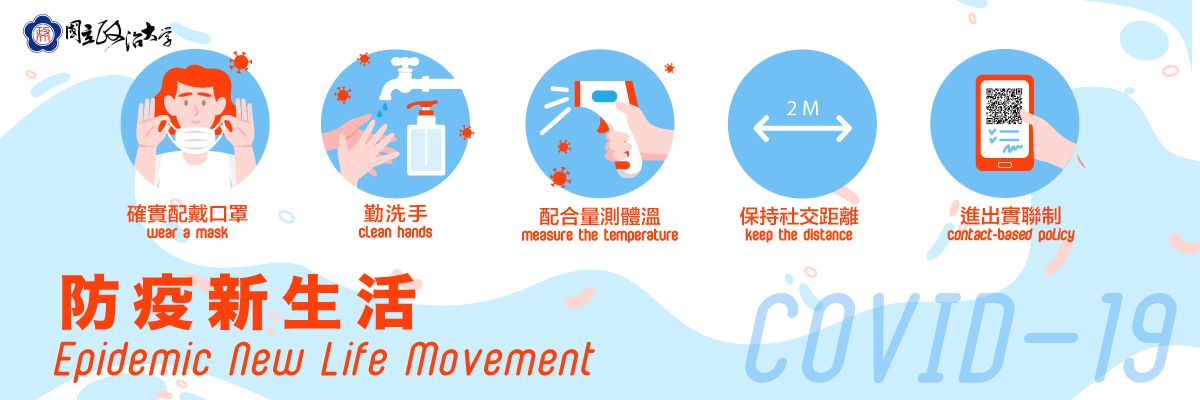 國立政治大學
2 M
確實配戴口罩
wear a mask
勤洗手
clean hands
配合量測體溫
measure the temperature
保持社交距離
keep the distance
進出實聯制
contact-based policy
防疫新生活
Epidemic New Life Movement
COVID-19